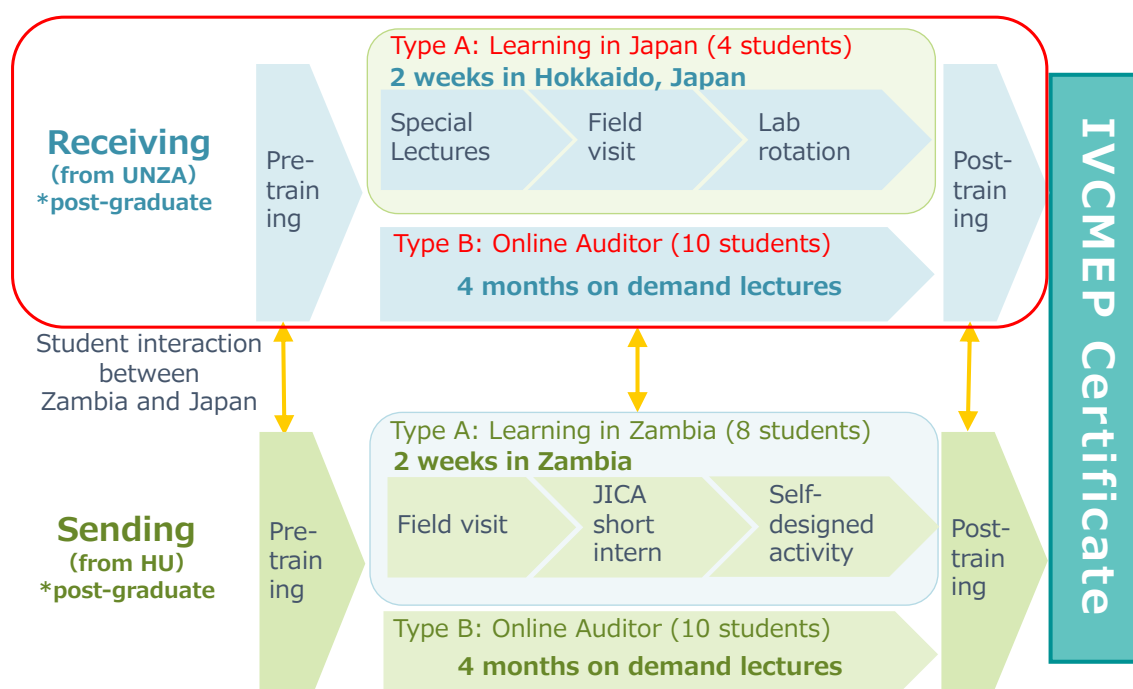 Type A: Learning in Japan (4 students)
2 weeks in Hokkaido, Japan
Receiving
（from UNZA）
*post-graduate
Pre-
train
ing
Special
Lectures
Field
visit
Lab
rotation
Post-
train
ing
Type B: Online Auditor (10 students)
4 months on demand lectures
Student interaction
between
Zambia and Japan
Type A: Learning in Zambia (8 students)
2 weeks in Zambia
Sending
（from HU）
*post-graduate
Pre-
train
ing
Field visit
JICA
short
intern
Self-
designed
activity
Post-
train
ing
Type B: Online Auditor (10 students)
4 months on demand lectures
IVCMEP Certificate